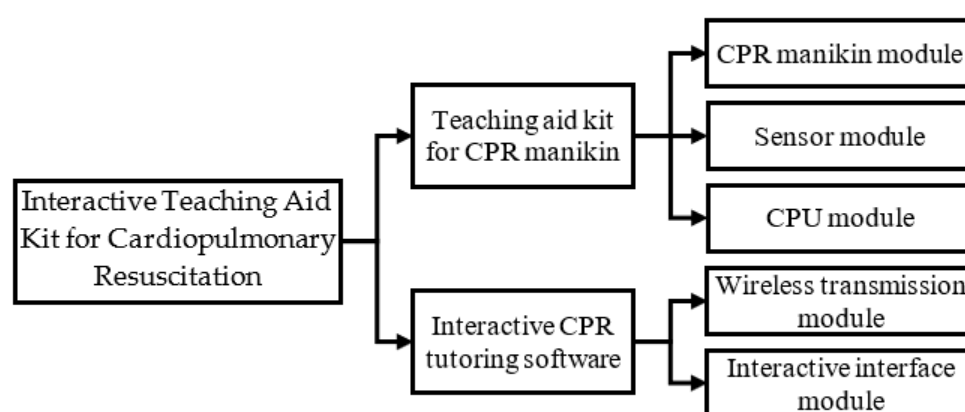 Interactive Teaching Aid
Kit for Cardiopulmonary
Resuscitation
Teaching aid kit
for CPR manikin
Interactive CPR
tutoring software
CPR manikin module
Sensor module
CPU module
Wireless transmission
module
Interactive interface
module